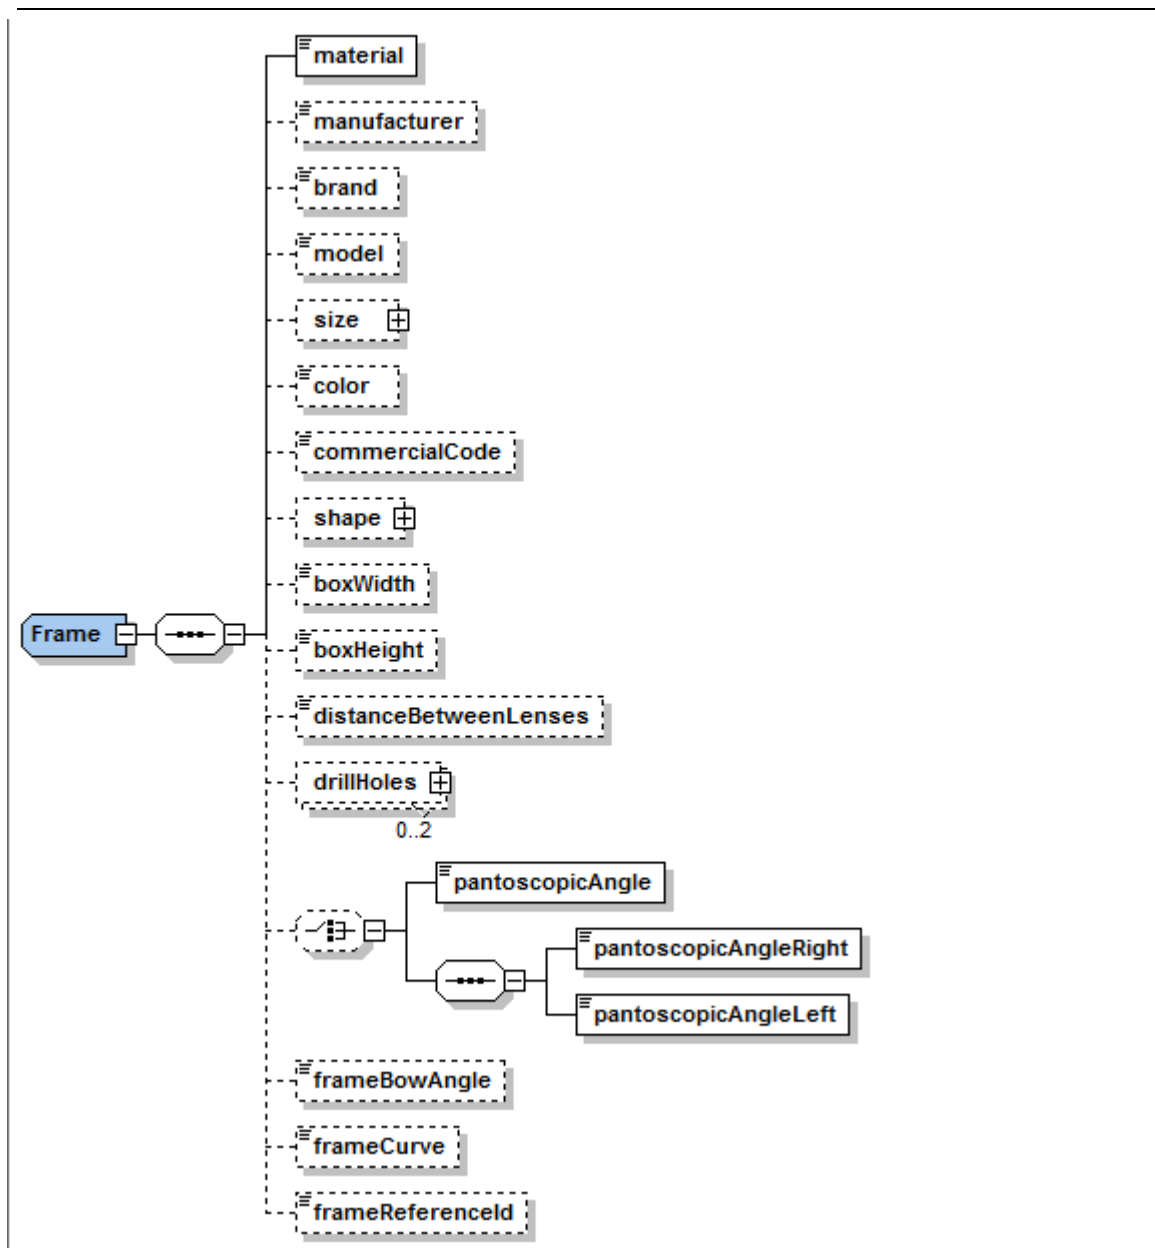 material
manufacturer
brand
model
size
color
commercialCode
shape
boxWidth
Frame
boxHeight
distanceBetweenLenses
drillHoles
0..2
pantoscopicAngle
pantoscopicAngleRight
pantoscopicAngleLeft
frameBowAngle
frameCurve
frameReferenceId